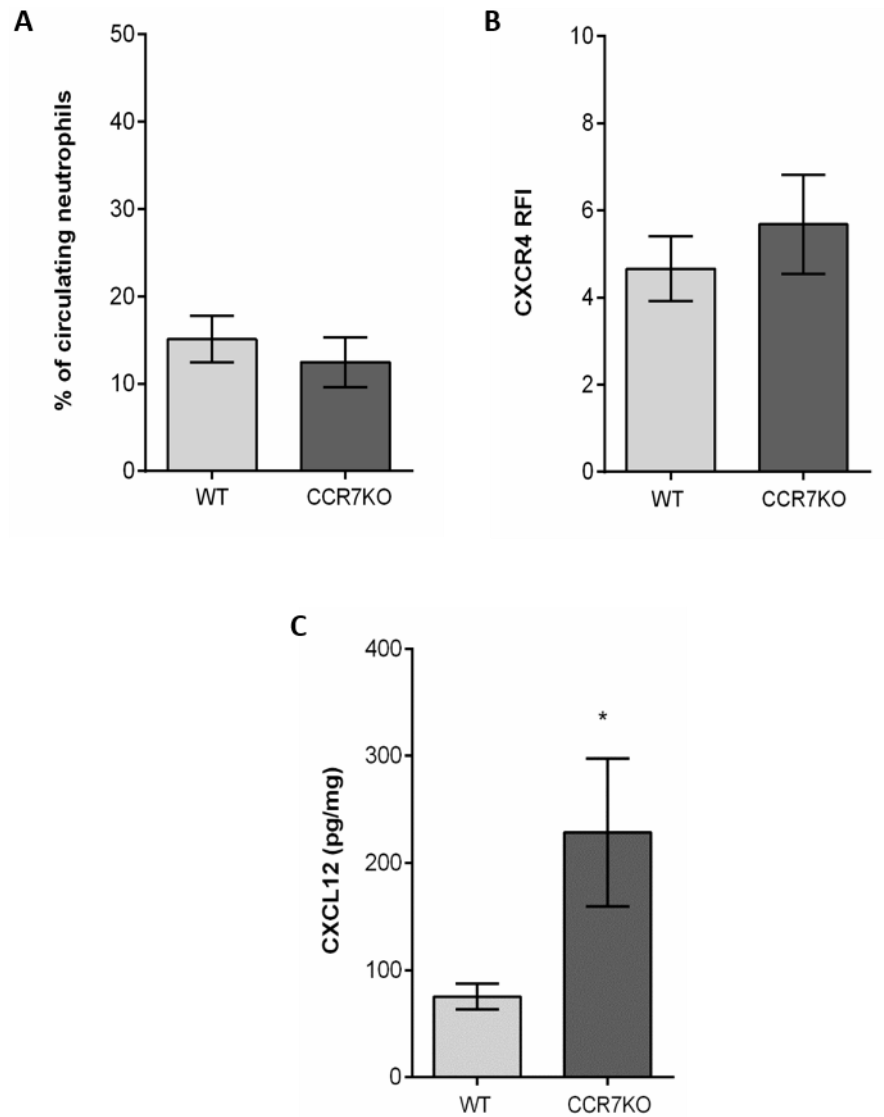 A
% of circulating neutrophils
50
40
30
20
10
0
WT
CCR7KO
B
CXCR4 RFI
10
8
6
4
2
0
WT
CCR7KO
C
CXCL12 (pg/mg)
400
300
200
100
0
*
WT
CCR7KO